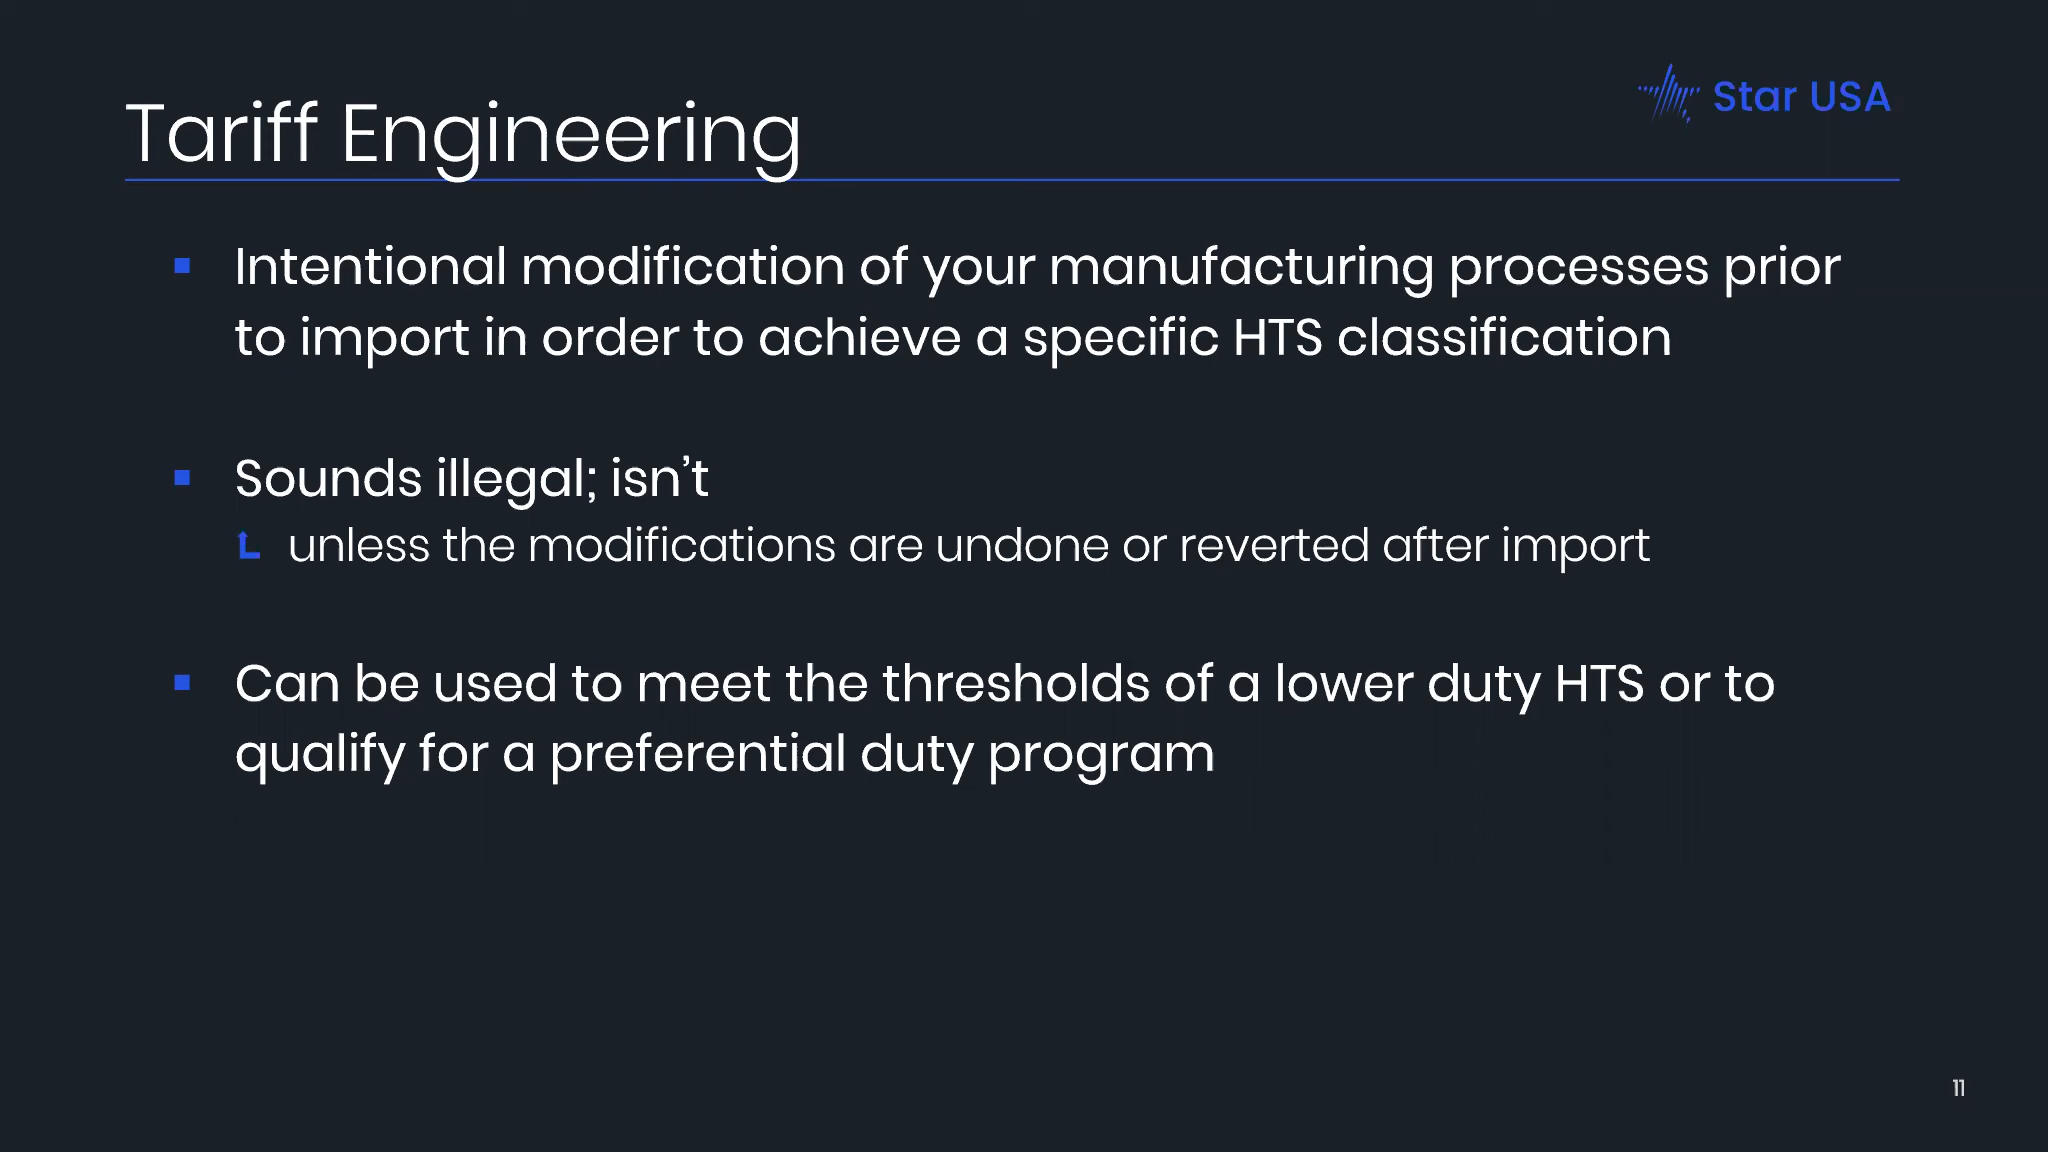 Star USA
Tariff Engineering
Intentional modification of your manufacturing processes prior
to import in order to achieve a specific HTS classification
Sounds illegal; isn’t
unless the modifications are undone or reverted after import
Can be used to meet the thresholds of a lower duty HTS or to
qualify for a preferential duty program
11